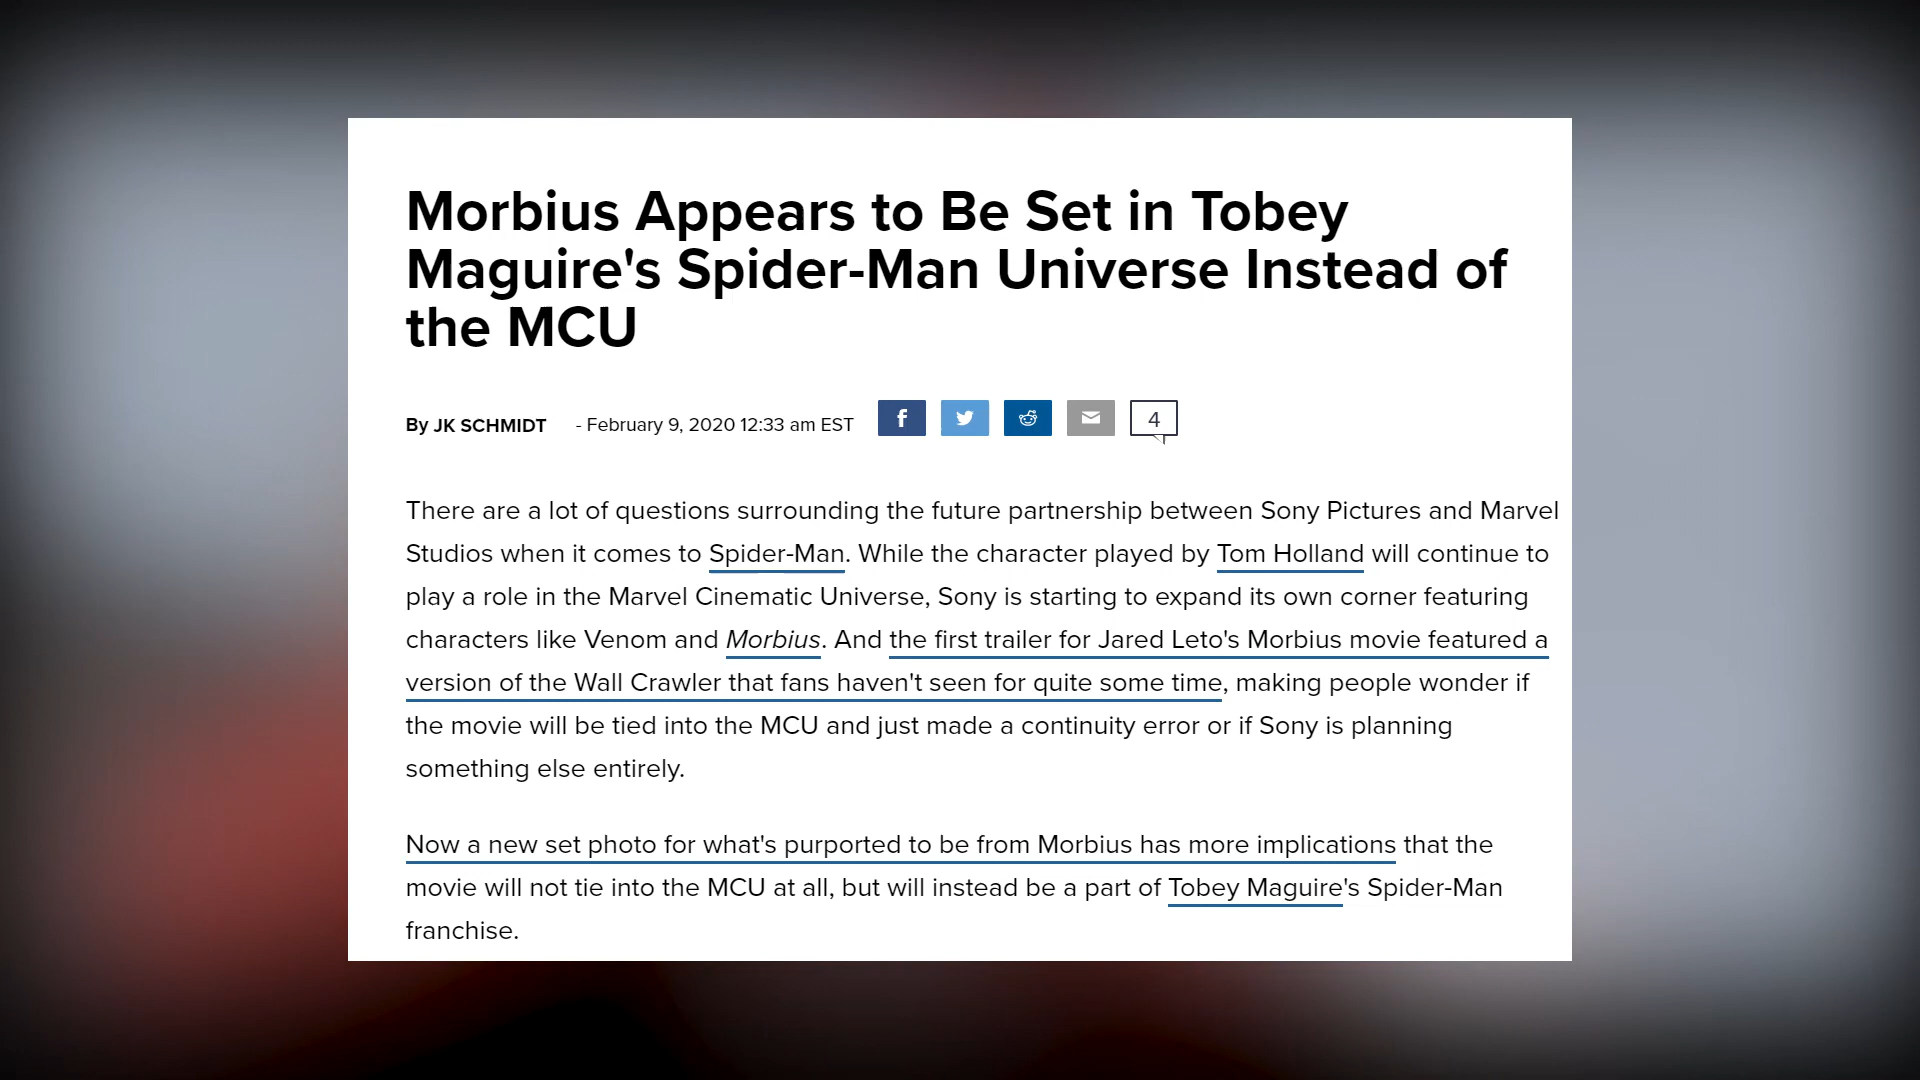 Morbius Appears to Be Set in Tobey
Maguire's Spider-Man Universe Instead of
the MCU
By JK SCHMIDT - February 9, 2020 12:33 am EST f 4
There are a lot of questions surrounding the future partnership between Sony Pictures and Marvel
Studios when it comes to Spider-Man. While the character played by Tom Holland will continue to
play a role in the Marvel Cinematic Universe, Sony is starting to expand its own corner featuring
characters like Venom and Morbius. And the first trailer for Jared Leto's Morbius movie featured a
version of the Wall Crawler that fans haven't seen for quite some time, making people wonder if
the movie will be tied into the MCU and just made a continuity error or if Sony is planning
something else entirely.
Now a new set photo for what's purported to be from Morbius has more implications that the
movie will not tie into the MCU at all, but will instead be a part of Tobey Maguire's Spider-Man
franchise.